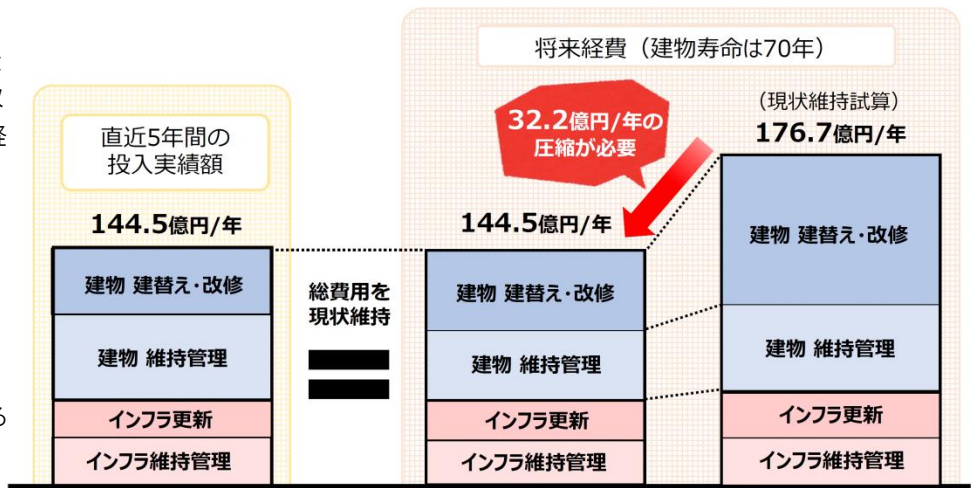 将来経費（建物寿命は70年）
直近5年間の
投入実績額
32.2億円/年の
圧縮が必要
（現状維持試算）
176.7億円/年
144.5億円/年
144.5億円/年
建物 建替え・改修
建物 維持管理
インフラ更新
インフラ維持管理
総費用を
現状維持
建物 建替え・改修
建物 維持管理
インフラ更新
インフラ維持管理
建物 建替え・改修
建物 維持管理
インフラ更新
インフラ維持管理